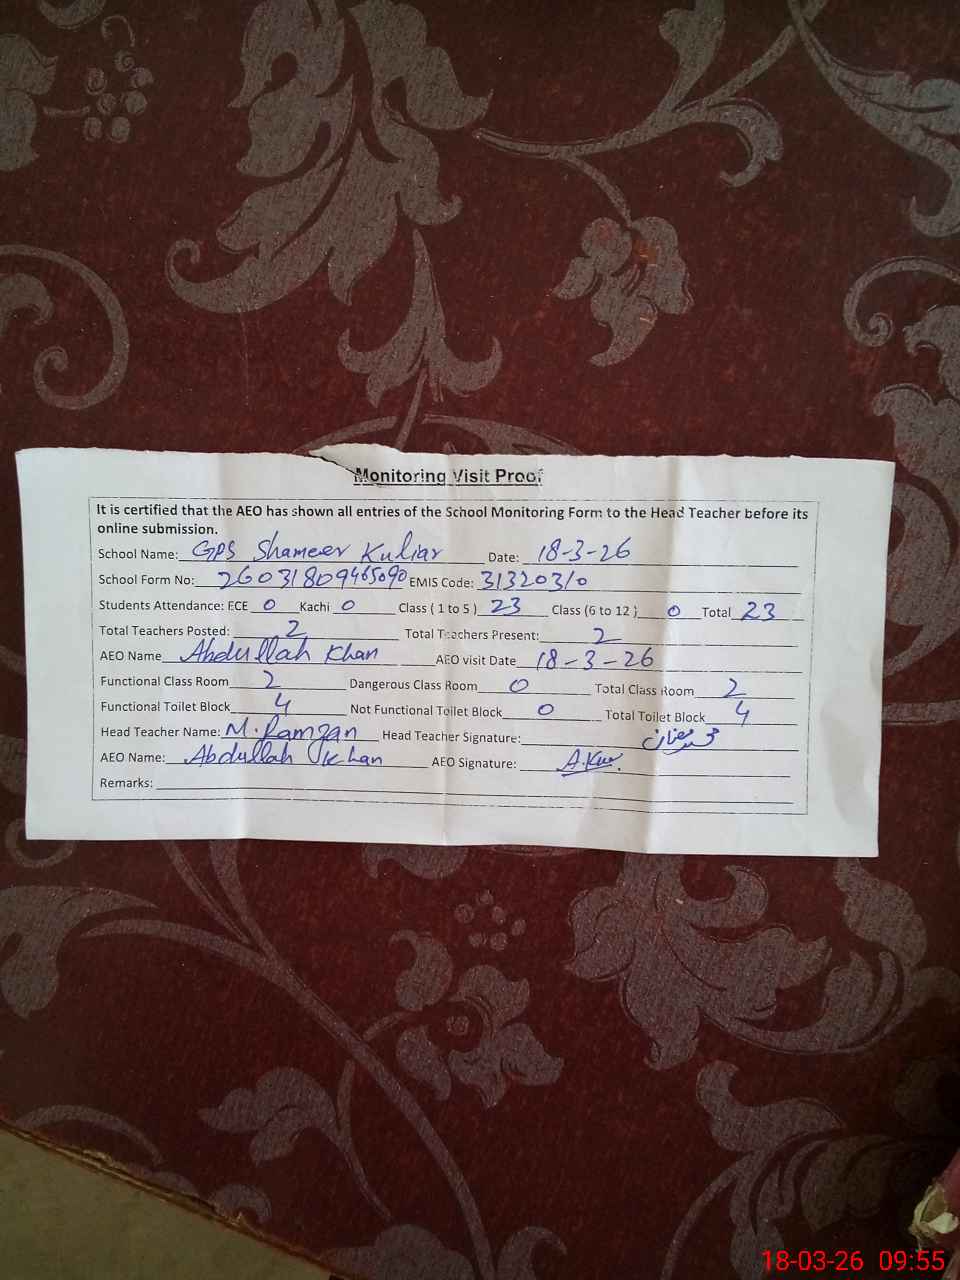 Monitoring Visit Proof
It is certified that the AEO has shown all entries of the School Monitoring Form to the Head Teacher before its
online submission.
School Name: GPS Shameer Kuliar Date: 18-3-26
School Form No: 26031809465090 EMIS Code: 31320310
Students Attendance: ECE 0 Kachi 0 Class ( 1 to 5 ) 23 Class (6 to 12 ) 0 Total 23
Total Teachers Posted: 2 Total Teachers Present: 2
AEO Name Abdullah Khan AEO visit Date 18-3-26
Functional Class Room 2 Dangerous Class Room 0 Total Class Room 2
Functional Toilet Block 4 Not Functional Toilet Block 0 Total Toilet Block 4
Head Teacher Name: M. Ramzan Head Teacher Signature: محمد رمضان
AEO Name: Abdullah Khan AEO Signature: A.Khan
Remarks:
18-03-26 09:55